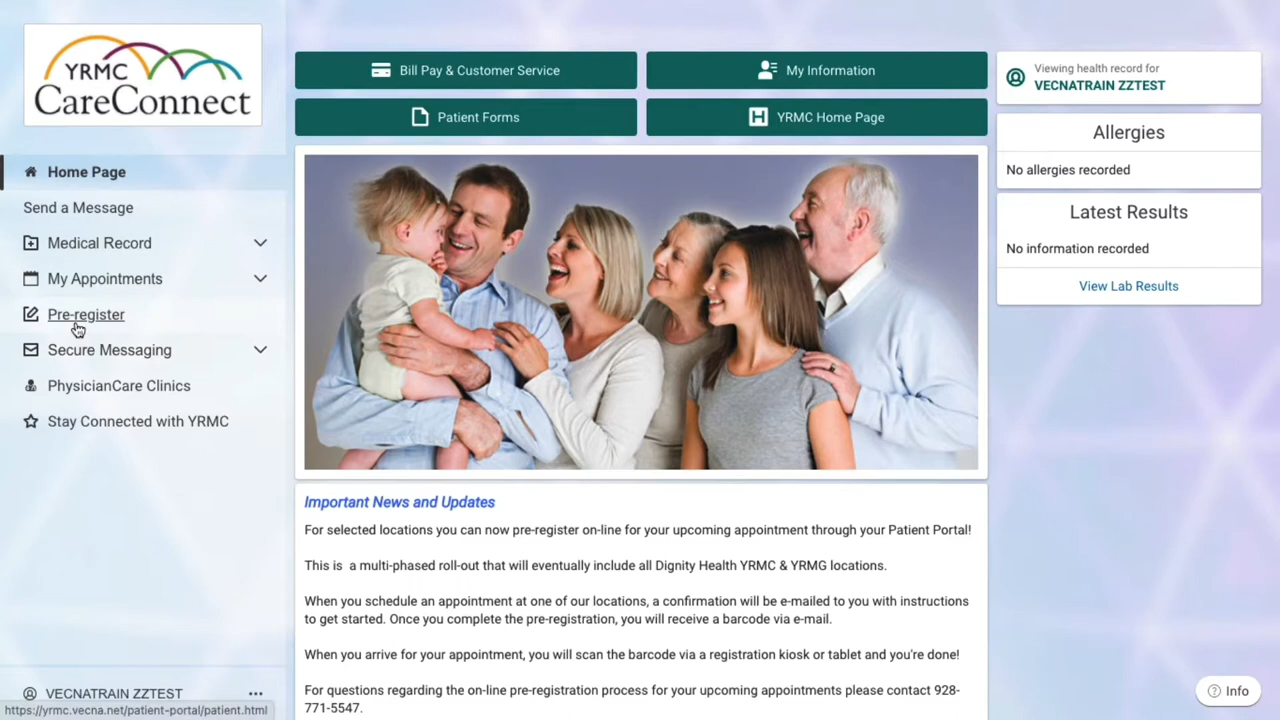 YRMC
CareConnect
Home Page
Send a Message
Medical Record
My Appointments
Pre-register
Secure Messaging
PhysicianCare Clinics
Stay Connected with YRMC
VECNATRAIN ZZTEST
...
https://yrmc.vecna.net/patient-portal/patient.html
Bill Pay & Customer Service
My Information
Patient Forms
H YRMC Home Page
Important News and Updates
For selected locations you can now pre-register on-line for your upcoming appointment through your Patient Portal!
This is a multi-phased roll-out that will eventually include all Dignity Health YRMC & YRMG locations.
When you schedule an appointment at one of our locations, a confirmation will be e-mailed to you with instructions
to get started. Once you complete the pre-registration, you will receive a barcode via e-mail.
When you arrive for your appointment, you will scan the barcode via a registration kiosk or tablet and you're done!
For questions regarding the on-line pre-registration process for your upcoming appointments please contact 928-
771-5547.
Viewing health record for
VECNATRAIN ZZTEST
Allergies
No allergies recorded
Latest Results
No information recorded
View Lab Results
? Info